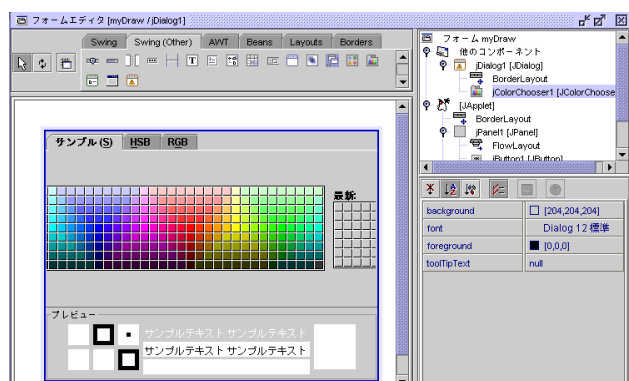 フォームエディタ [myDraw / jDialog1]
Swing
Swing (Other)
AWT
Beans
Layouts
Borders
サンプル(S)
HSB
RGB
最新:
プレビュー
サンプルテキスト サンプルテキスト
サンプルテキスト サンプルテキスト
フォーム myDraw
他のコンポーネント
jDialog1 [JDialog]
BorderLayout
jColorChooser1 [JColorChoose
[JApplet]
BorderLayout
jPanel1 [JPanel]
FlowLayout
jButton1 [JButton]
background
[204,204,204]
font
Dialog 12 標準
foreground
[0,0,0]
toolTipText
null